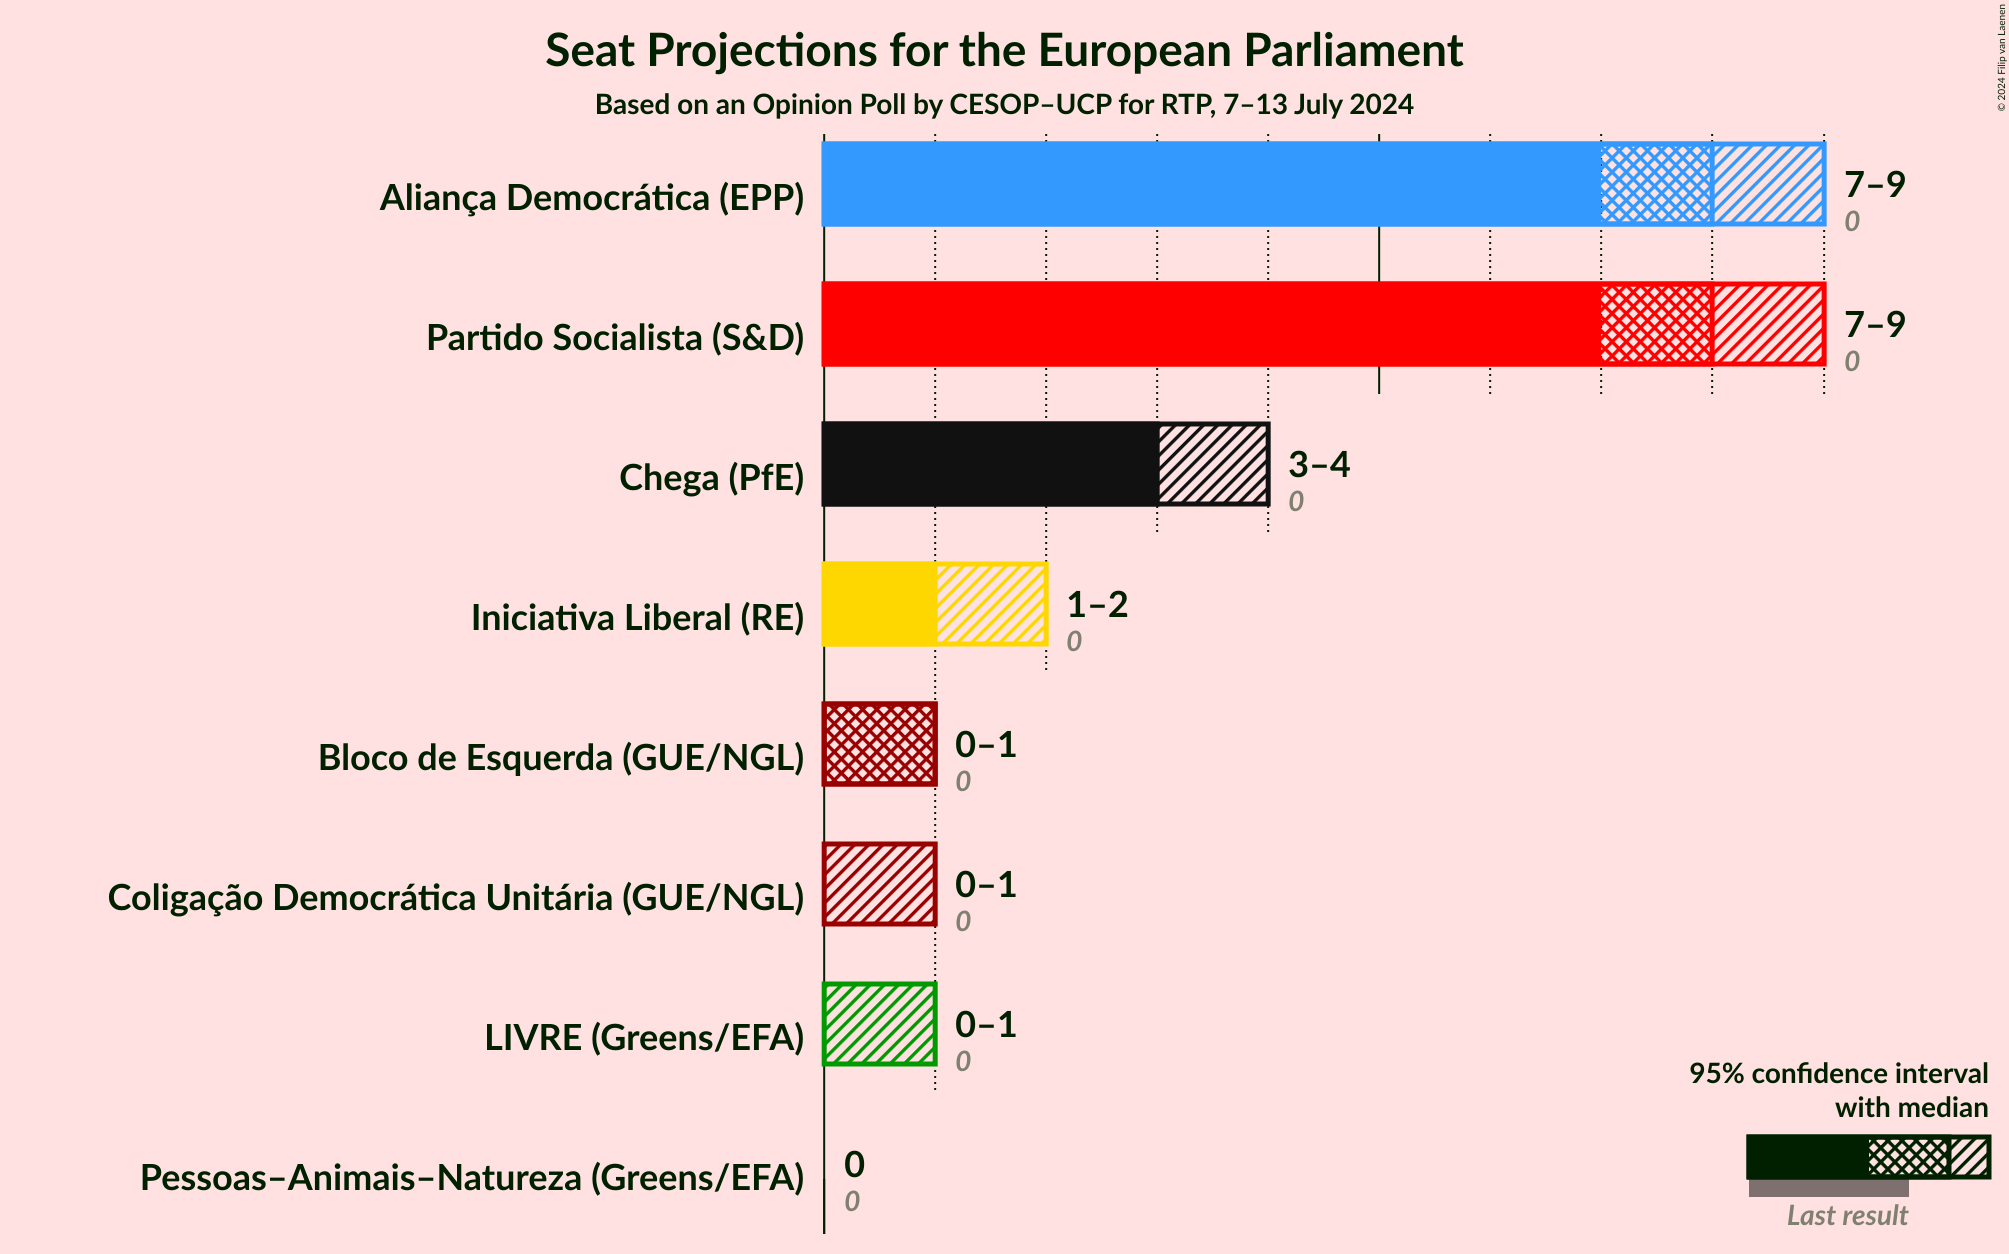 Seat Projections for the European Parliament
Based on an Opinion Poll by CESOP–UCP for RTP, 7–13 July 2024
© 2024 Filip van Laenen
Aliança Democrática (EPP)
7–9
0
Partido Socialista (S&D)
7–9
0
Chega (PfE)
3–4
0
Iniciativa Liberal (RE)
1–2
0
Bloco de Esquerda (GUE/NGL)
0–1
0
Coligação Democrática Unitária (GUE/NGL)
0–1
0
LIVRE (Greens/EFA)
0–1
0
Pessoas–Animais–Natureza (Greens/EFA)
0
0
95% confidence interval
with median
Last result